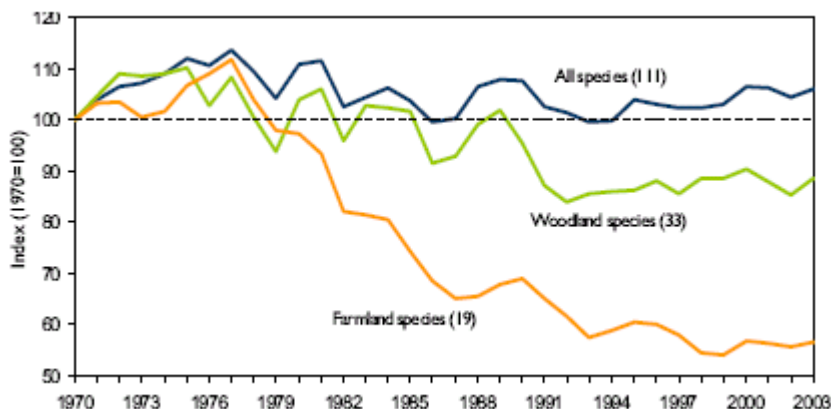 120
110
100
90
80
70
60
50
Index (1970=100)
All species (111)
Woodland species (33)
Farmland species (19)
1970 1973 1976 1979 1982 1985 1988 1991 1994 1997 2000 2003